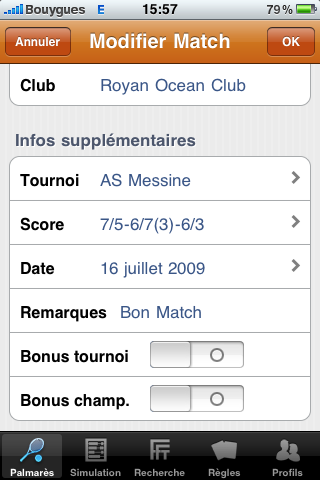 Bouygues E 15:57 79 %
Annuler Modifier Match OK
Club Royan Ocean Club
Infos supplémentaires
Tournoi AS Messine
Score 7/5-6/7(3)-6/3
Date 16 juillet 2009
Remarques Bon Match
Bonus tournoi
Bonus champ.
Palmarès Simulation Recherche Règles Profils